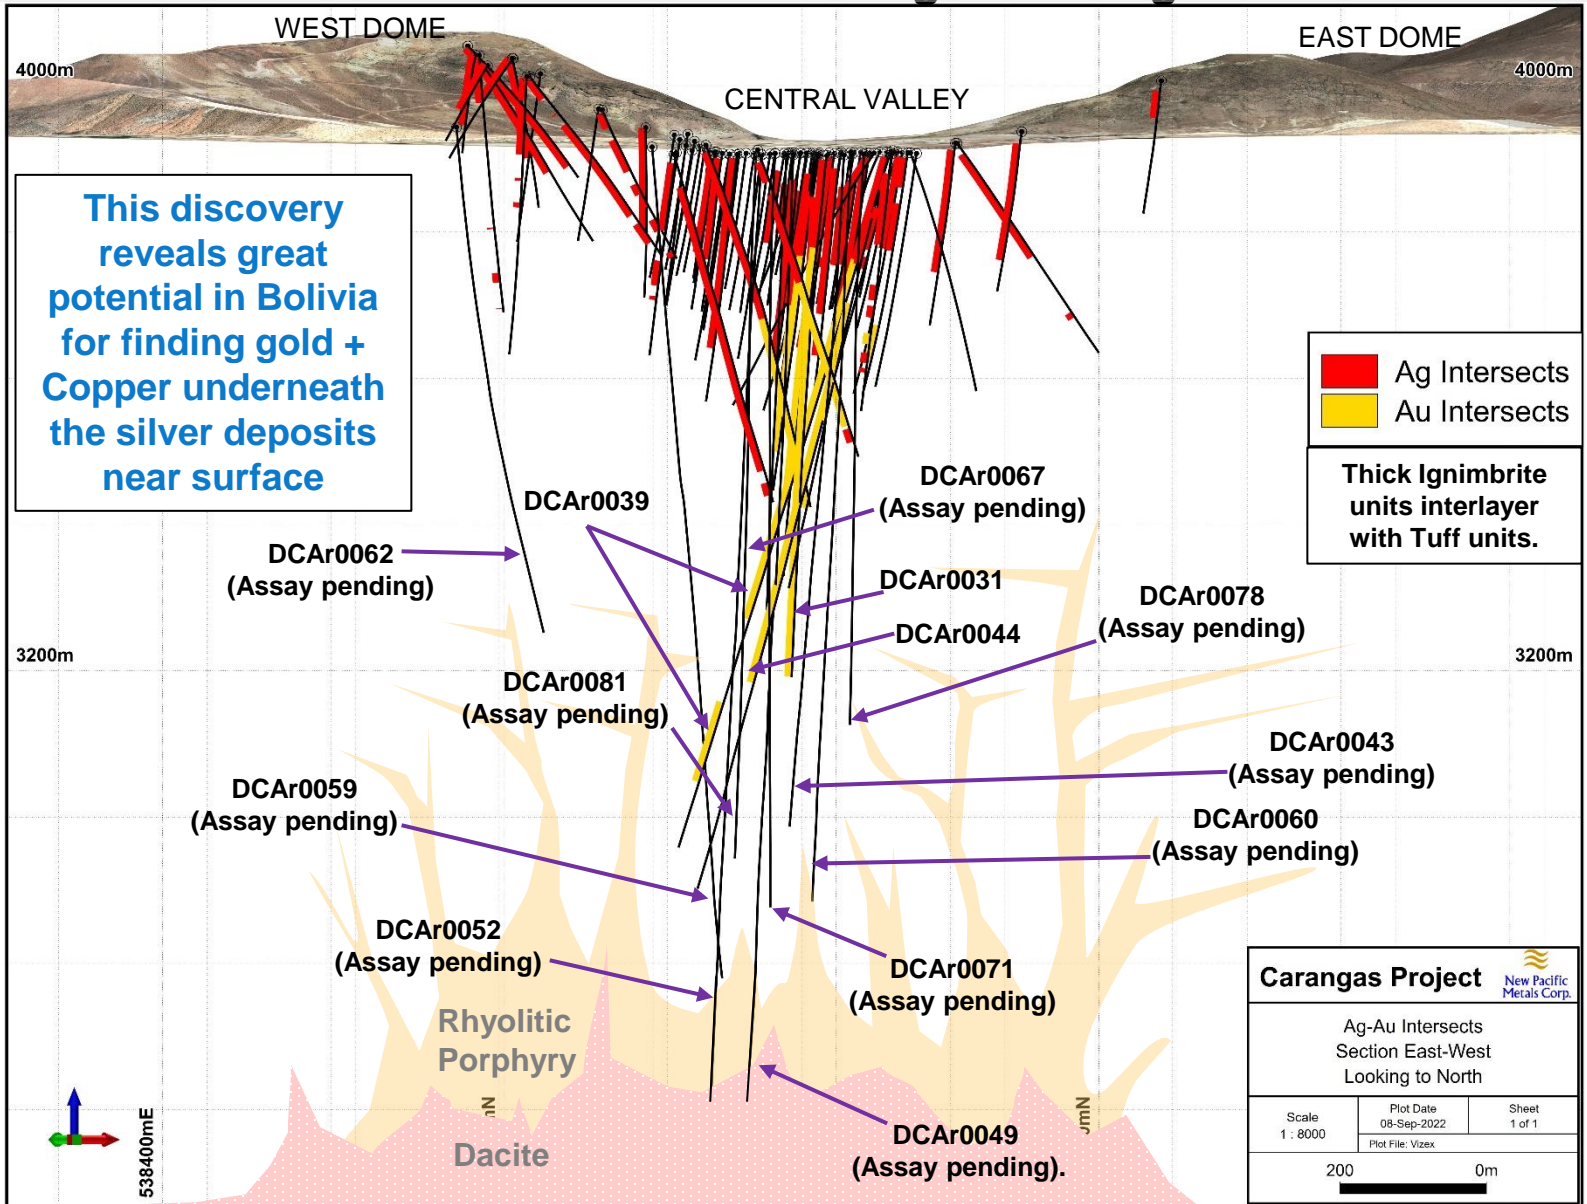 WEST DOME
EAST DOME
4000m
4000m
CENTRAL VALLEY
This discovery
reveals great
potential in Bolivia
for finding gold +
Copper underneath
the silver deposits
near surface
Ag Intersects
Au Intersects
Thick Ignimbrite
units interlayer
with Tuff units.
DCAr0067
(Assay pending)
DCAr0039
DCAr0062
(Assay pending)
DCAr0031
DCAr0078
(Assay pending)
DCAr0044
3200m
3200m
DCAr0081
(Assay pending)
DCAr0043
(Assay pending)
DCAr0059
(Assay pending)
DCAr0060
(Assay pending)
DCAr0052
(Assay pending)
DCAr0071
(Assay pending)
Rhyolitic
Porphyry
Dacite
DCAr0049
(Assay pending).
538400mE
Carangas Project
New Pacific
Metals Corp.
Ag-Au Intersects
Section East-West
Looking to North
Scale
1 : 8000
Plot Date
08-Sep-2022
Sheet
1 of 1
Plot File: Vizex
200 0m